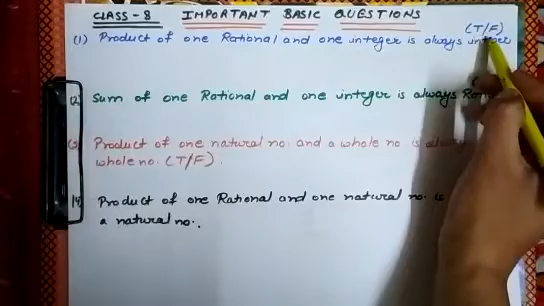 CLASS-8 IMPORTANT BASIC QUESTIONS
(T/F)
(1) Product of one Rational and one integer is always integer
(2) Sum of one Rational and one integer is always
(3) Product of one natural no. and a whole no is
whole no. (T/F).
Product of one Rational and one natural no. is
a natural no.